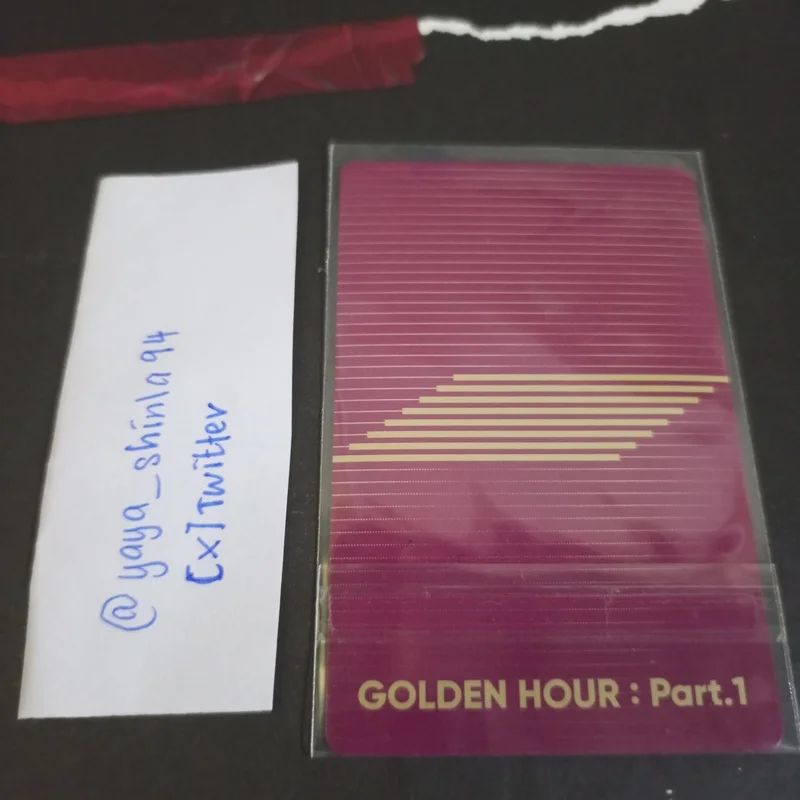 @yaya_shinla94
[X] Twitter
GOLDEN HOUR : Part.1